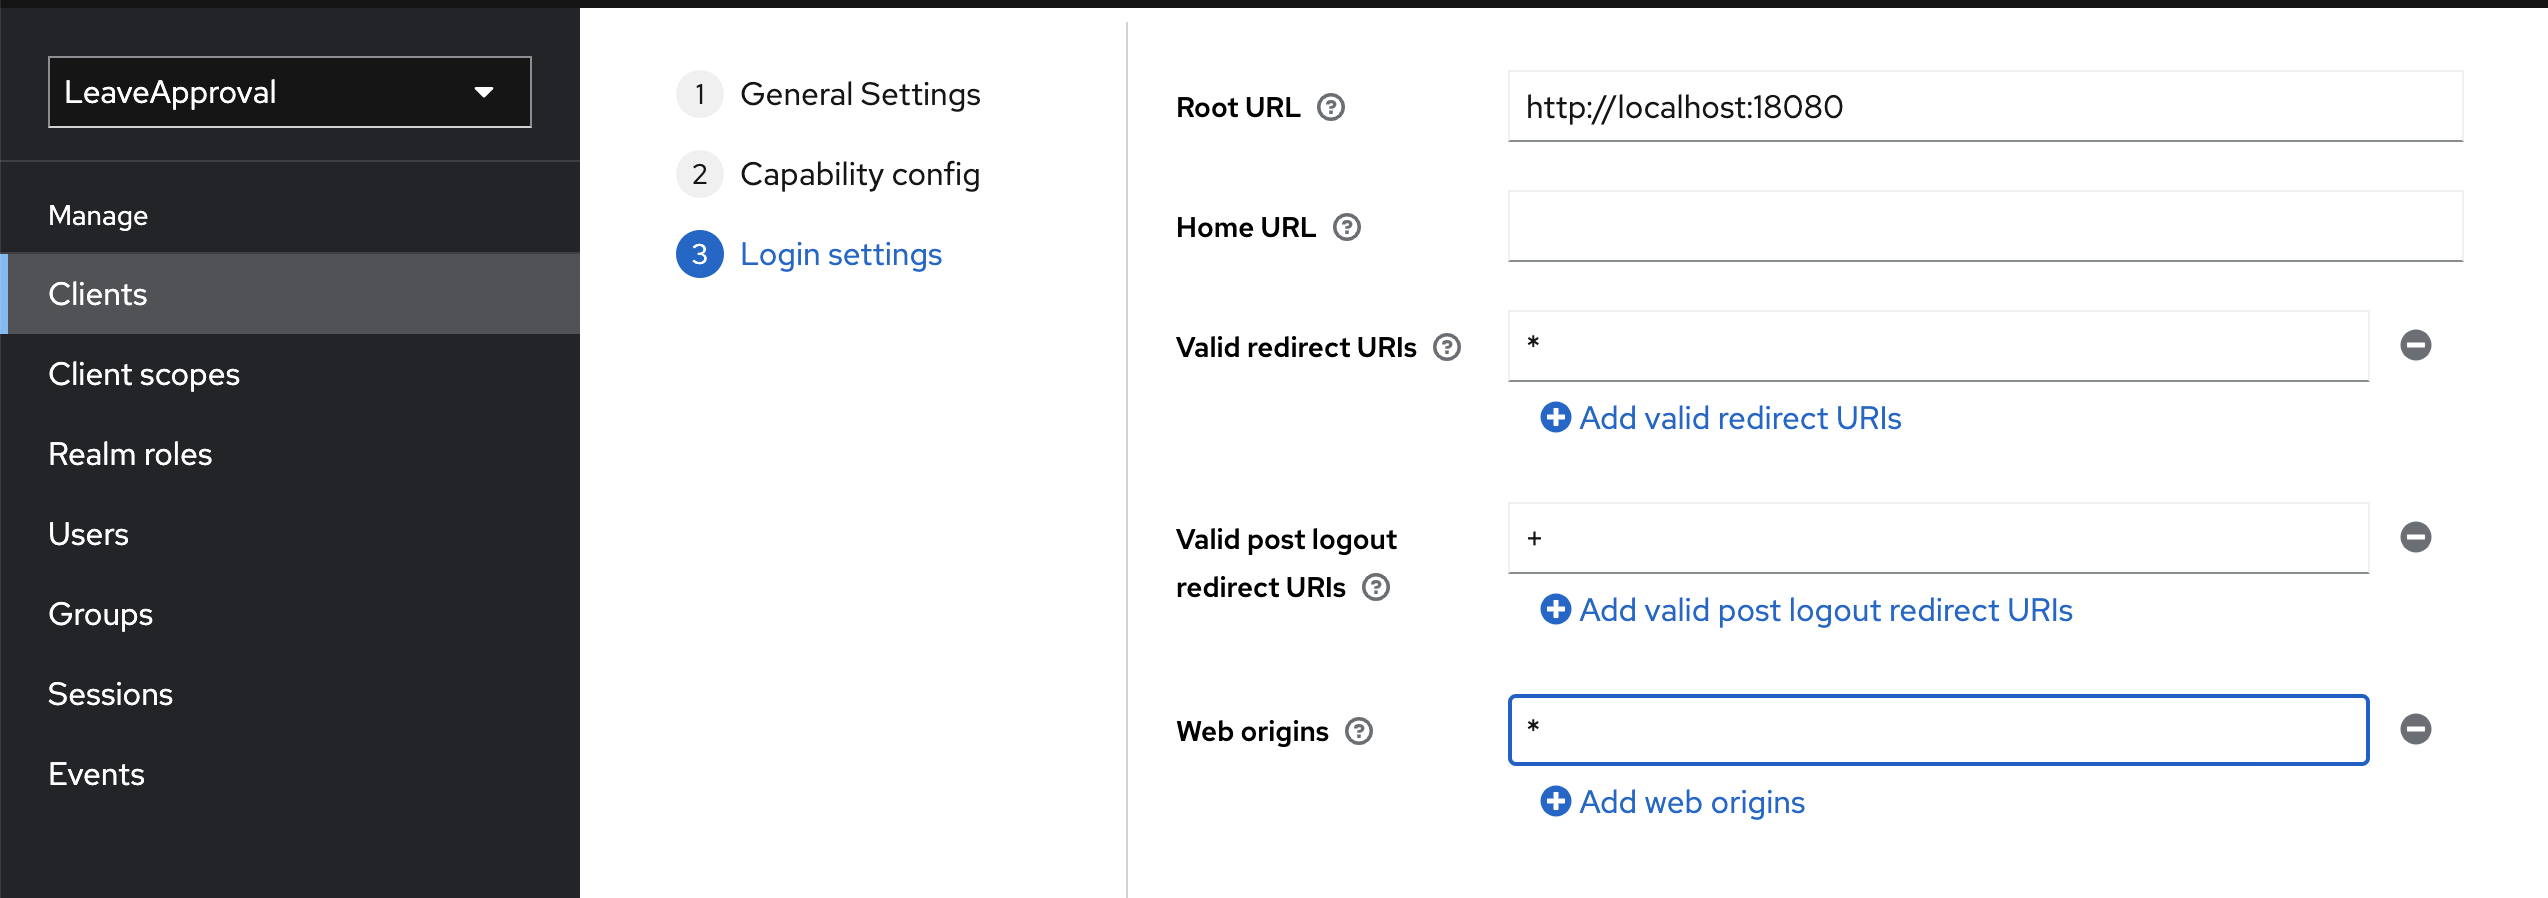 LeaveApproval
Manage
Clients
Client scopes
Realm roles
Users
Groups
Sessions
Events
1 General Settings
2 Capability config
3 Login settings
Root URL ? http://localhost:18080
Home URL ?
Valid redirect URIs ? *
Add valid redirect URIs
Valid post logout
redirect URIs ? +
Add valid post logout redirect URIs
Web origins ? *
Add web origins